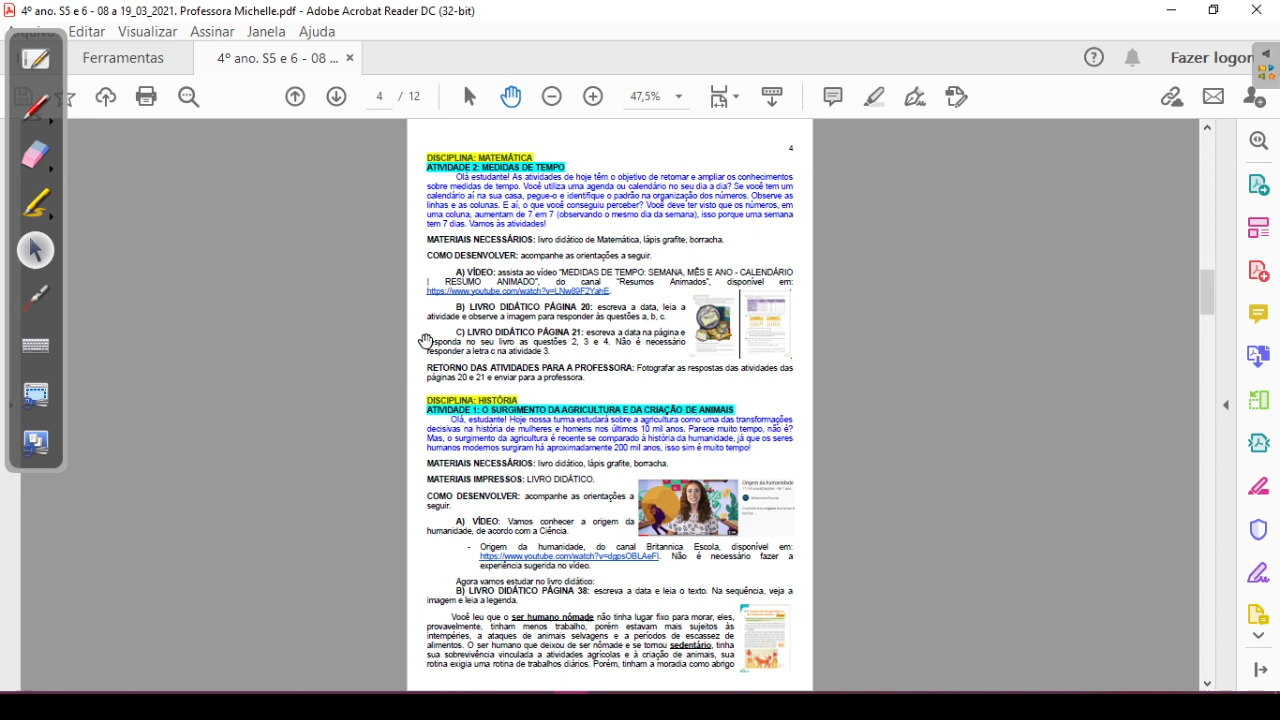 4º ano. S5 e 6 - 08 a 19_03_2021. Professora Michelle.pdf - Adobe Acrobat Reader DC (32-bit)
Arquivo Editar Visualizar Assinar Janela Ajuda
Ferramentas 4º ano. S5 e 6 - 08 ... × Fazer logon
4 / 12 47,5%
4
DISCIPLINA: MATEMÁTICA
ATIVIDADE 2: MEDIDAS DE TEMPO
Olá estudante! As atividades de hoje têm o objetivo de retomar e ampliar os conhecimentos
sobre medidas de tempo. Você utiliza uma agenda ou calendário no seu dia a dia? Se você tem um
calendário aí na sua casa, pegue-o e identifique o padrão na organização dos números. Observe as
linhas e as colunas. E aí, o que você conseguiu perceber? Você deve ter visto que os números, em
uma coluna, aumentam de 7 em 7 (observando o mesmo dia da semana), isso porque uma semana
tem 7 dias. Vamos às atividades!
MATERIAIS NECESSÁRIOS: livro didático de Matemática, lápis grafite, borracha.
COMO DESENVOLVER: acompanhe as orientações a seguir.
A) VÍDEO: assista ao vídeo “MEDIDAS DE TEMPO: SEMANA, MÊS E ANO - CALENDÁRIO
| RESUMO ANIMADO”, do canal “Resumos Animados”, disponível em:
https://www.youtube.com/watch?v=LNw89F2YahE.
B) LIVRO DIDÁTICO PÁGINA 20: escreva a data, leia a
atividade e observe a imagem para responder às questões a, b, c.
C) LIVRO DIDÁTICO PÁGINA 21: escreva a data na página e
responda no seu livro as questões 2, 3 e 4. Não é necessário
responder a letra c na atividade 3.
RETORNO DAS ATIVIDADES PARA A PROFESSORA: Fotografar as respostas das atividades das
páginas 20 e 21 e enviar para a professora.
DISCIPLINA: HISTÓRIA
ATIVIDADE 1: O SURGIMENTO DA AGRICULTURA E DA CRIAÇÃO DE ANIMAIS
Olá, estudante! Hoje nossa turma estudará sobre a agricultura como uma das transformações
decisivas na história de mulheres e homens nos últimos 10 mil anos. Parece muito tempo, não é?
Mas, o surgimento da agricultura é recente se comparado à história da humanidade, já que os seres
humanos modernos surgiram há aproximadamente 200 mil anos, isso sim é muito tempo!
MATERIAIS NECESSÁRIOS: livro didático, lápis grafite, borracha.
MATERIAIS IMPRESSOS: LIVRO DIDÁTICO.
Origem da humanidade
COMO DESENVOLVER: acompanhe as orientações a
seguir.
A) VÍDEO: Vamos conhecer a origem da
humanidade, de acordo com a Ciência.
- Origem da humanidade, do canal Britannica Escola, disponível em:
https://www.youtube.com/watch?v=dgpsOBLAeFI. Não é necessário fazer a
experiência sugerida no vídeo.
Agora vamos estudar no livro didático:
B) LIVRO DIDÁTICO PÁGINA 38: escreva a data e leia o texto. Na sequência, veja a
imagem e leia a legenda.
Você leu que o ser humano nômade não tinha lugar fixo para morar, eles,
provavelmente, tinham menos trabalho, porém estavam mais sujeitos às
intempéries, a ataques de animais selvagens e a períodos de escassez de
alimentos. O ser humano que deixou de ser nômade e se tornou sedentário, tinha
sua sobrevivência vinculada a atividades agrícolas e à criação de animais, sua
rotina exigia uma rotina de trabalhos diários. Porém, tinham a moradia como abrigo